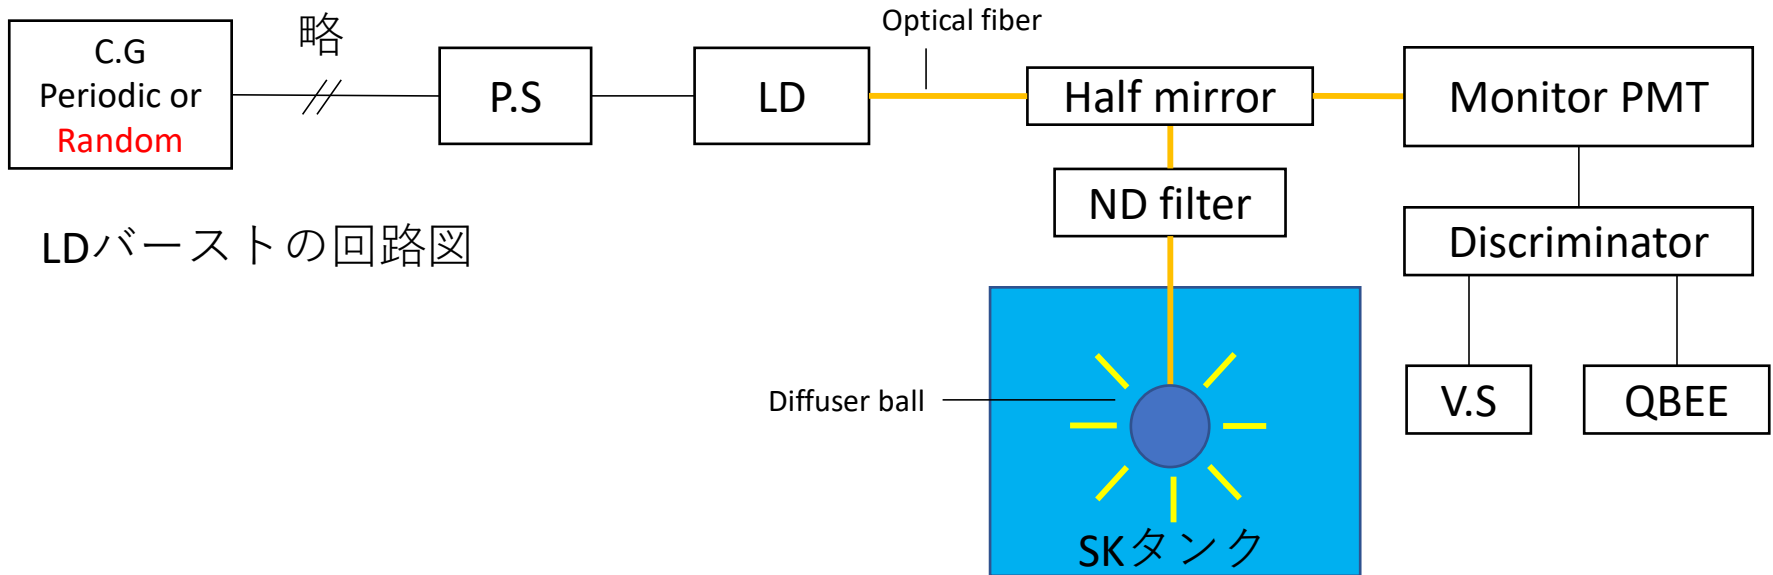 C.G
Periodic or
Random
略
P.S
LD
Optical fiber
Half mirror
Monitor PMT
ND filter
Discriminator
LDバーストの回路図
Diffuser ball
V.S
QBEE
SKタンク